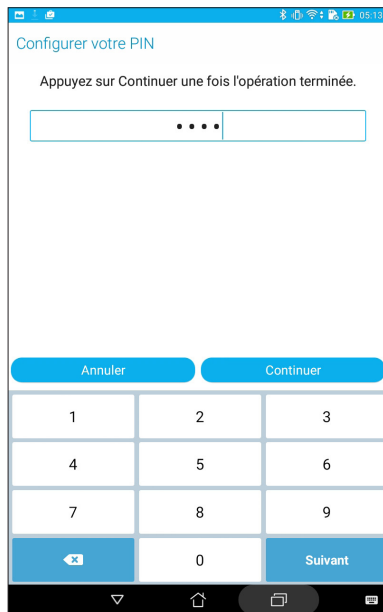 05:13
Configurer votre PIN
Appuyez sur Continuer une fois l'opération terminée.
••••
Annuler
Continuer
1 2 3
4 5 6
7 8 9
0 Suivant